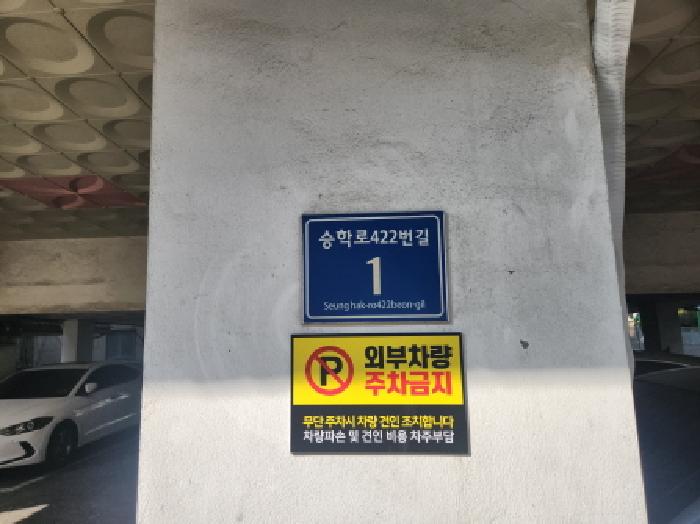 승학로422번길
1
Seunghak-ro422beon-gil
P
외부차량
주차금지
무단 주차시 차량 견인 조치합니다
차량파손 및 견인 비용 차주부담